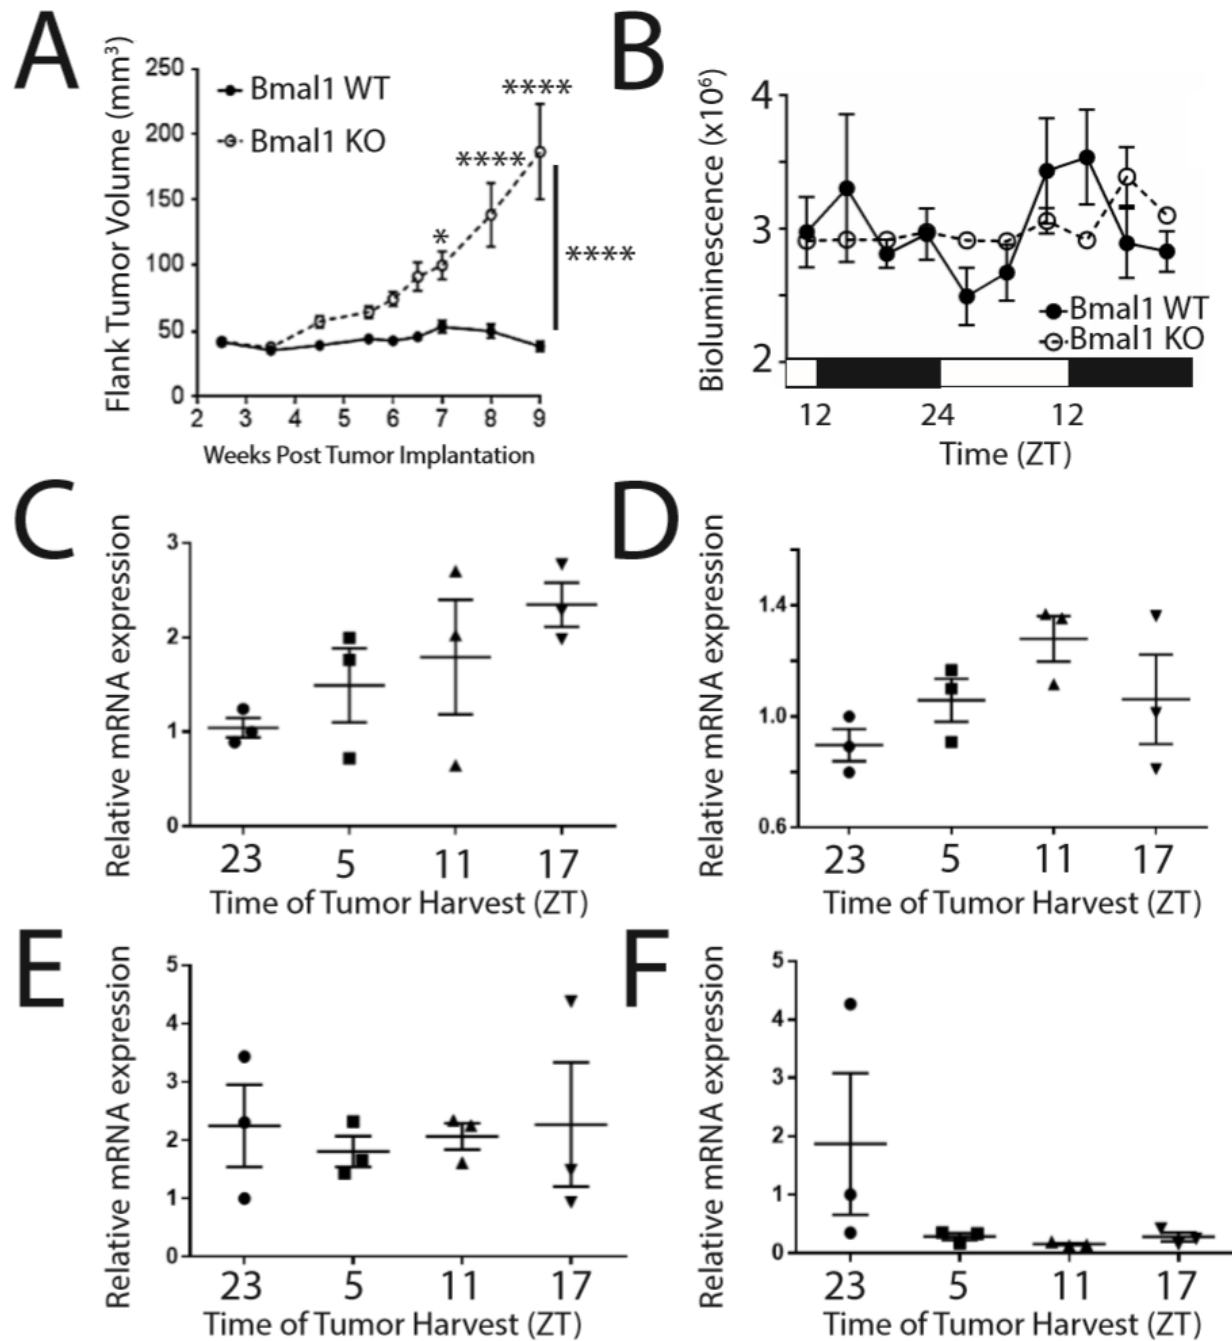 A
Flank Tumor Volume (mm³)
250
200
150
100
50
0
Bmal1 WT
Bmal1 KO
*
****
****
****
2 3 4 5 6 7 8 9
Weeks Post Tumor Implantation
B
Bioluminescence (x10⁶)
4
3
2
Bmal1 WT
Bmal1 KO
12 24 12
Time (ZT)
C
Relative mRNA expression
3
2
1
0
23 5 11 17
Time of Tumor Harvest (ZT)
D
Relative mRNA expression
1.4
1.0
0.6
23 5 11 17
Time of Tumor Harvest (ZT)
E
Relative mRNA expression
5
4
3
2
1
0
23 5 11 17
Time of Tumor Harvest (ZT)
F
Relative mRNA expression
5
4
3
2
1
0
23 5 11 17
Time of Tumor Harvest (ZT)